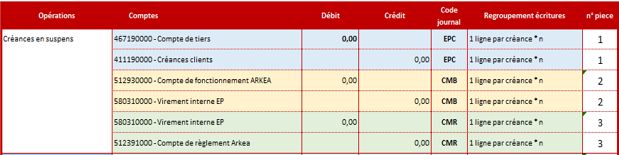 Opérations Comptes Débit Crédit Code journal Regroupement écritures n° piece
Créances en suspens 467190000 - Compte de tiers 0,00 EPC 1 ligne par créance * n 1
411190000 - Créances clients 0,00 EPC 1 ligne par créance * n 1
512930000 - Compte de fonctionnement ARKEA 0,00 CMB 1 ligne par créance * n 2
580310000 - Virement interne EP 0,00 CMB 1 ligne par créance * n 2
580310000 - Virement interne EP 0,00 CMR 1 ligne par créance * n 3
512391000 - Compte de règlement Arkea 0,00 CMR 1 ligne par créance * n 3